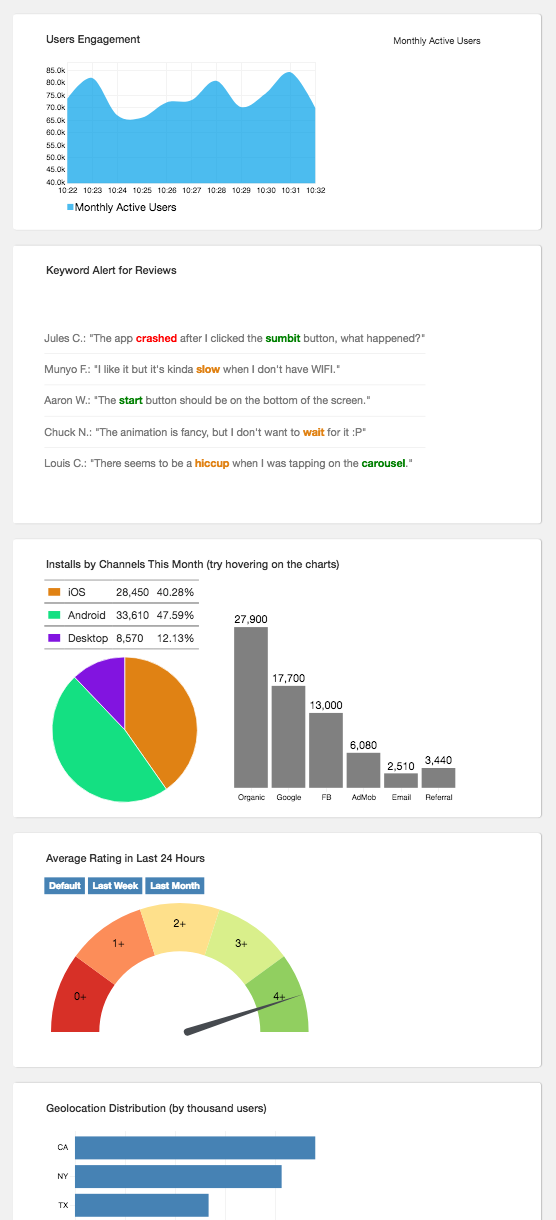 Users Engagement
Monthly Active Users
85.0k
80.0k
75.0k
70.0k
65.0k
60.0k
55.0k
50.0k
45.0k
40.0k
10:22 10:23 10:24 10:25 10:26 10:27 10:28 10:29 10:30 10:31 10:32
Monthly Active Users
Keyword Alert for Reviews
Jules C.: "The app crashed after I clicked the sumbit button, what happened?"
Munyo F.: "I like it but it's kinda slow when I don't have WIFI."
Aaron W.: "The start button should be on the bottom of the screen."
Chuck N.: "The animation is fancy, but I don't want to wait for it :P"
Louis C.: "There seems to be a hiccup when I was tapping on the carousel."
Installs by Channels This Month (try hovering on the charts)
iOS 28,450 40.28%
Android 33,610 47.59%
Desktop 8,570 12.13%
27,900
17,700
13,000
6,080
2,510
3,440
Organic Google FB AdMob Email Referral
Average Rating in Last 24 Hours
Default Last Week Last Month
0+
1+
2+
3+
4+
Geolocation Distribution (by thousand users)
CA
NY
TX